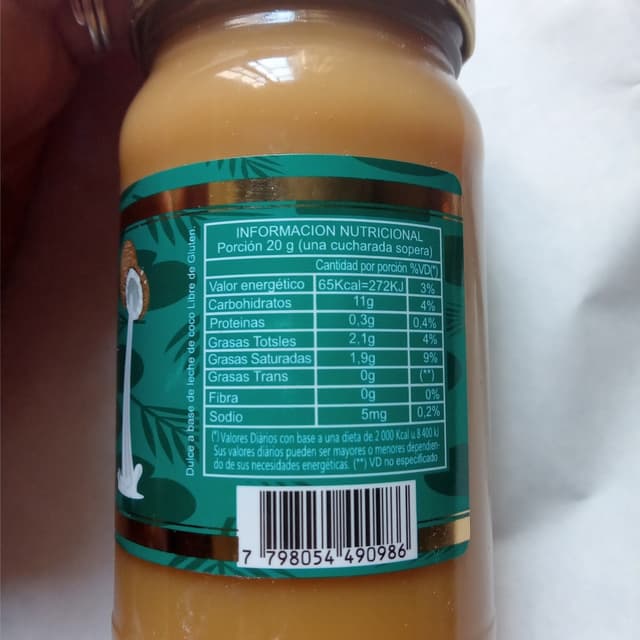 INFORMACION NUTRICIONAL
Porción 20 g (una cucharada sopera)
Cantidad por porción %VD(*)
Valor energético 65Kcal=272KJ 3%
Carbohidratos 11g 4%
Proteinas 0,3g 0,4%
Grasas Totsles 2,1g 4%
Grasas Saturadas 1,9g 9%
Grasas Trans 0g (**)
Fibra 0g 0%
Sodio 5mg 0,2%
(*) Valores Diarios con base a una dieta de 2 000 Kcal u 8 400 kJ
Sus valores diarios pueden ser mayores o menores dependien-
do de sus necesidades energéticas. (**) VD no especificado
Dulce a base de leche de coco Libre de Gluten.
7 798054 490986